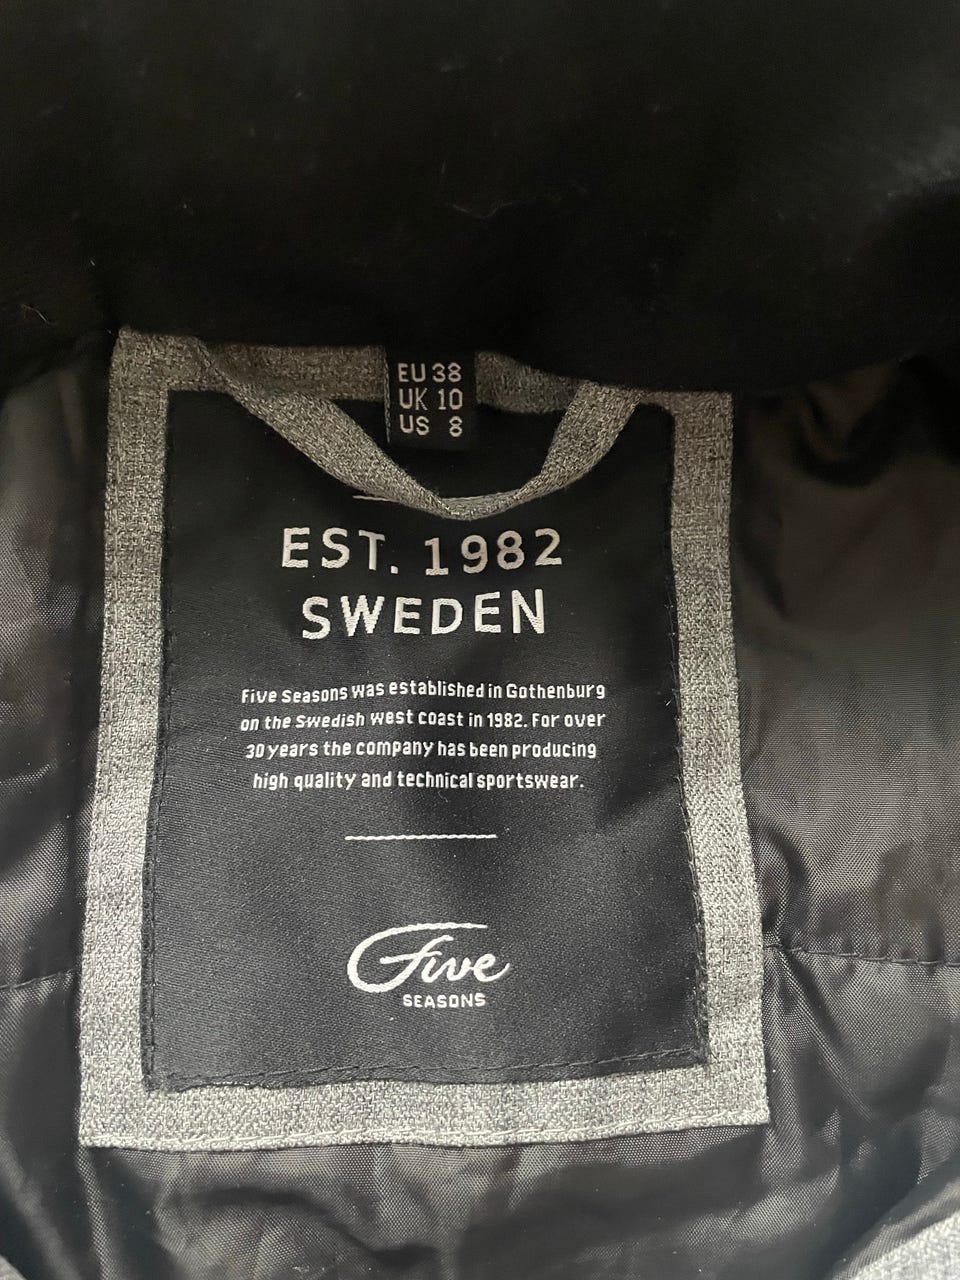 EU 38
UK 10
US 8
EST. 1982
SWEDEN
Five Seasons was established in Gothenburg
on the Swedish west coast in 1982. For over
30 years the company has been producing
high quality and technical sportswear.
Five
SEASONS